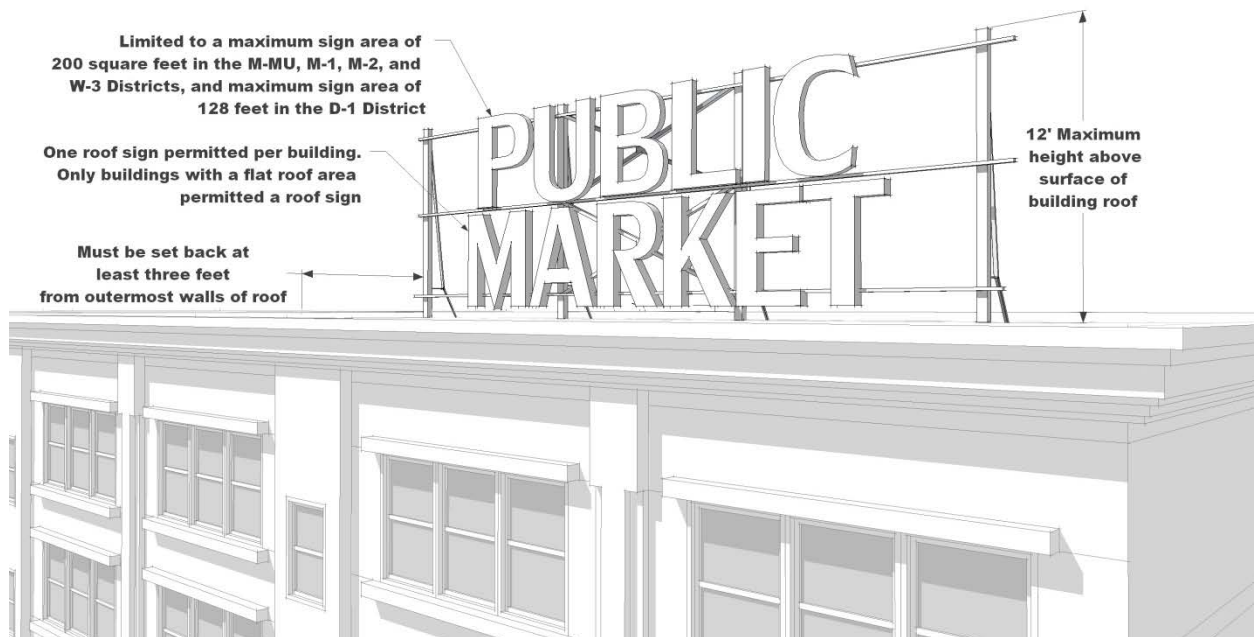 Limited to a maximum sign area of
200 square feet in the M-MU, M-1, M-2, and
W-3 Districts, and maximum sign area of
128 feet in the D-1 District
One roof sign permitted per building.
Only buildings with a flat roof area
permitted a roof sign
Must be set back at
least three feet
from outermost walls of roof
PUBLIC
MARKET
12' Maximum
height above
surface of
building roof